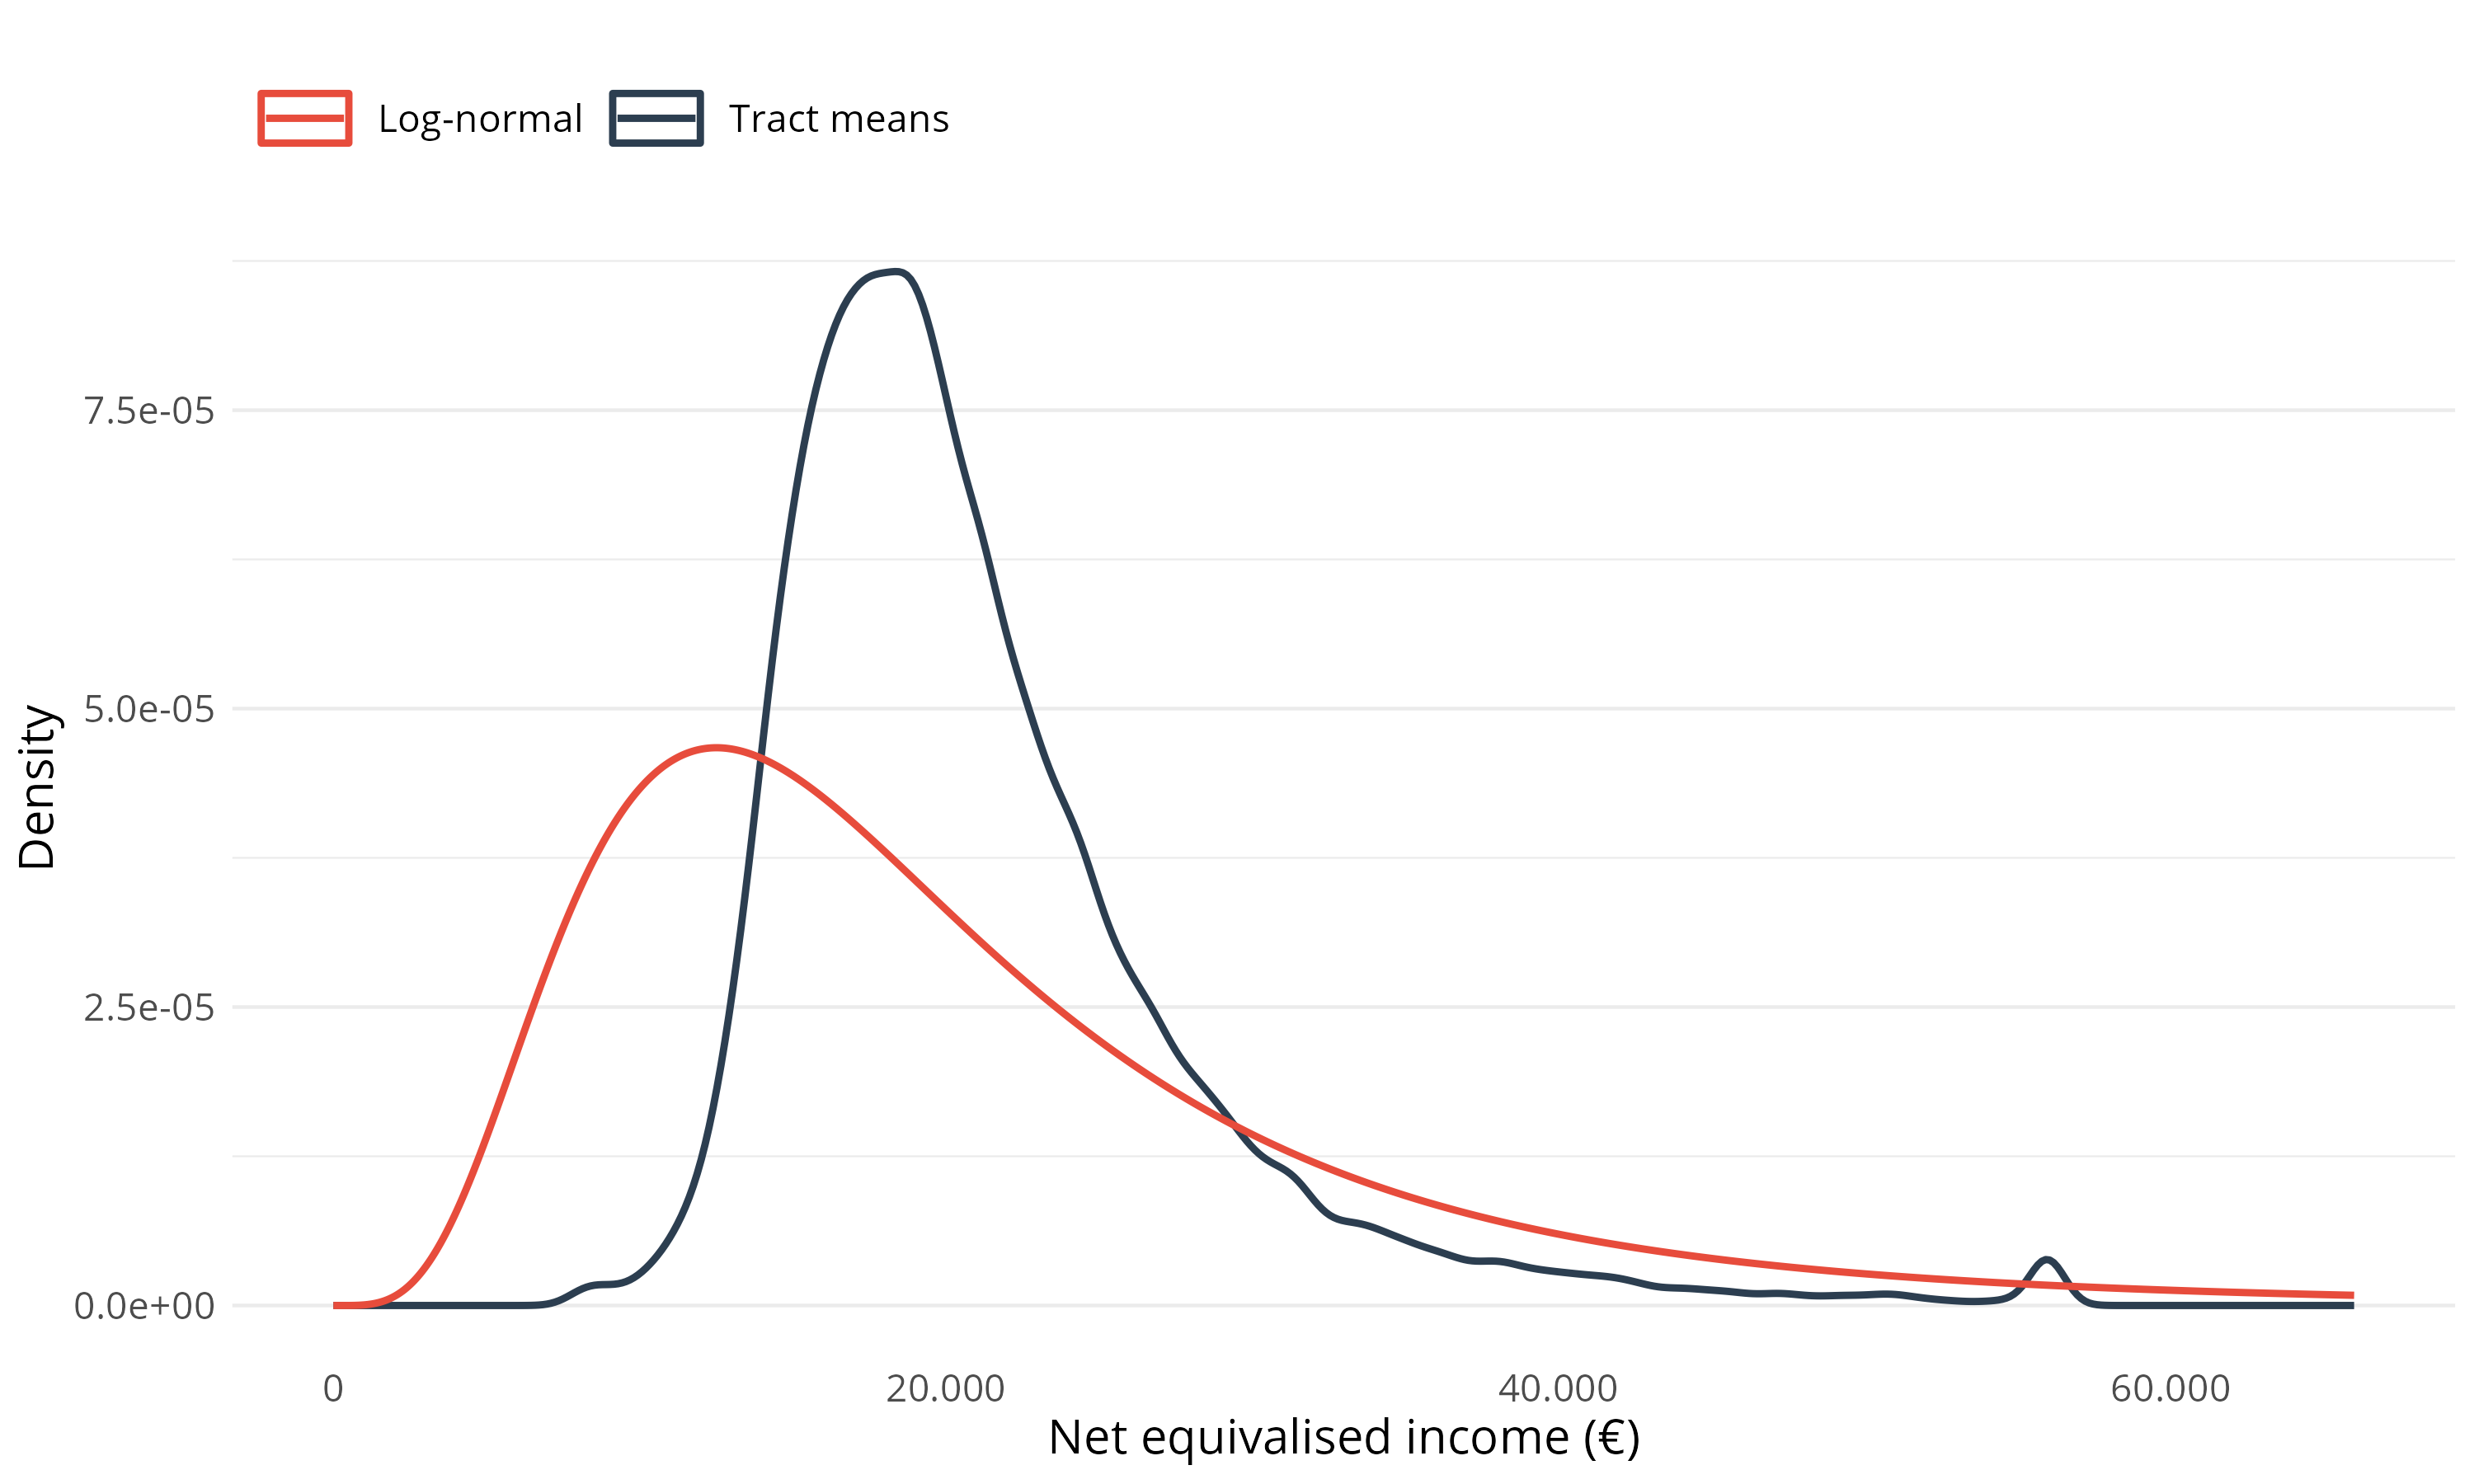 Log-normal Tract means
7.5e-05
5.0e-05
2.5e-05
0.0e+00
Density
0 20.000 40.000 60.000
Net equivalised income (€)